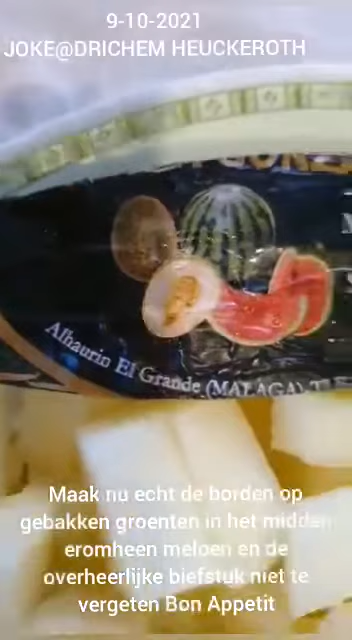 9-10-2021
JOKE@DRICHEM HEUCKEROTH
Alhaurio El Grande (MALAGA)
Maak nu echt de borden op
gebakken groenten in het midden
eromheen meloen en de
overheerlijke biefstuk niet te
vergeten Bon Appetit